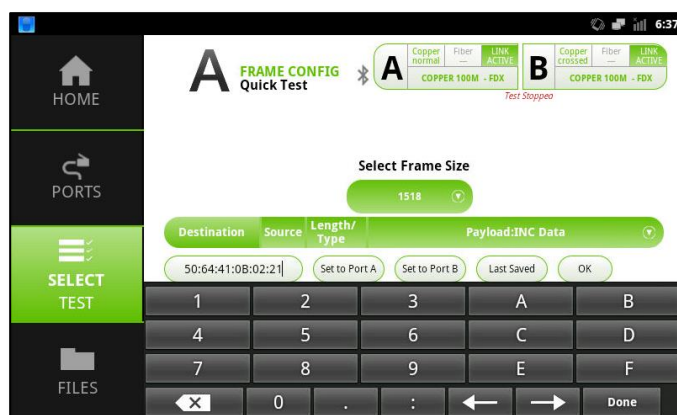 6:37
HOME
PORTS
SELECT
TEST
FILES
A
FRAME CONFIG
Quick Test
A
Copper
normal
Fiber
---
LINK
ACTIVE
COPPER 100M - FDX
B
Copper
crossed
Fiber
---
LINK
ACTIVE
COPPER 100M - FDX
Test Stopped
Select Frame Size
1518
Destination Source Length/
Type
Payload:INC Data
50:64:41:0B:02:21 Set to Port A Set to Port B Last Saved OK
1 2 3 A B
4 5 6 C D
7 8 9 E F
0 . : ← → Done